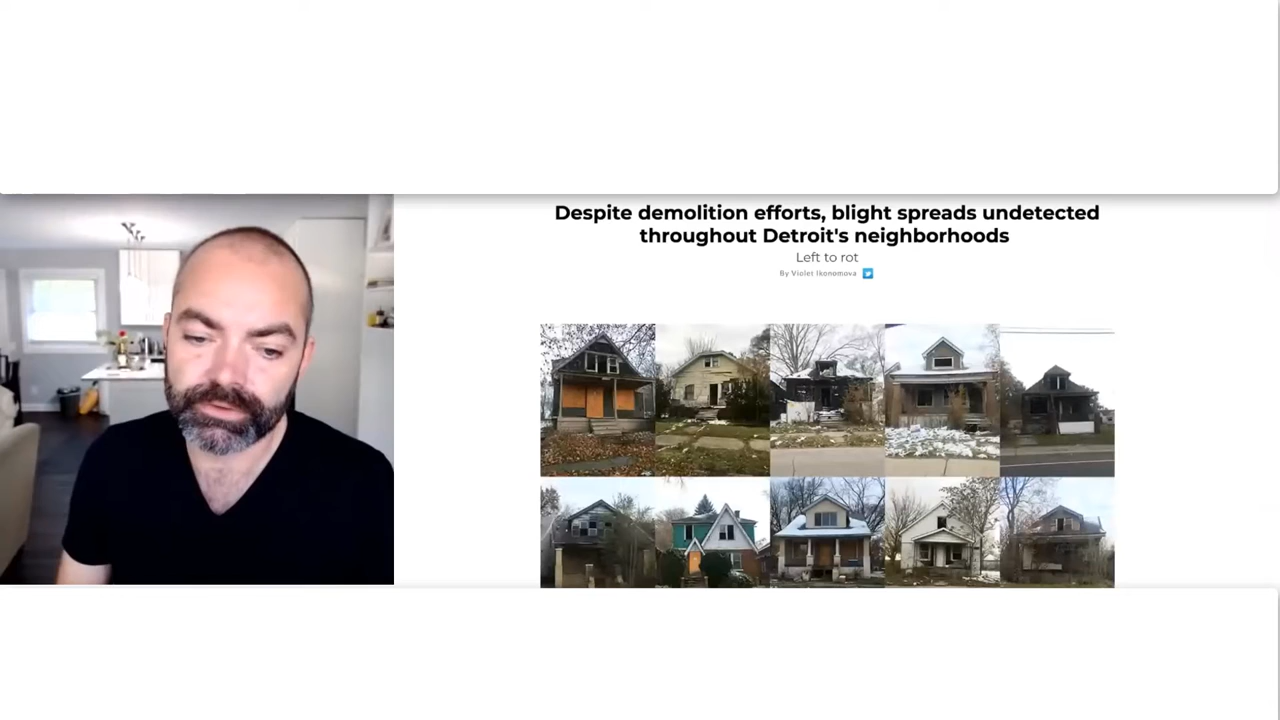 Despite demolition efforts, blight spreads undetected
throughout Detroit's neighborhoods
Left to rot
By Violet Ikonomova